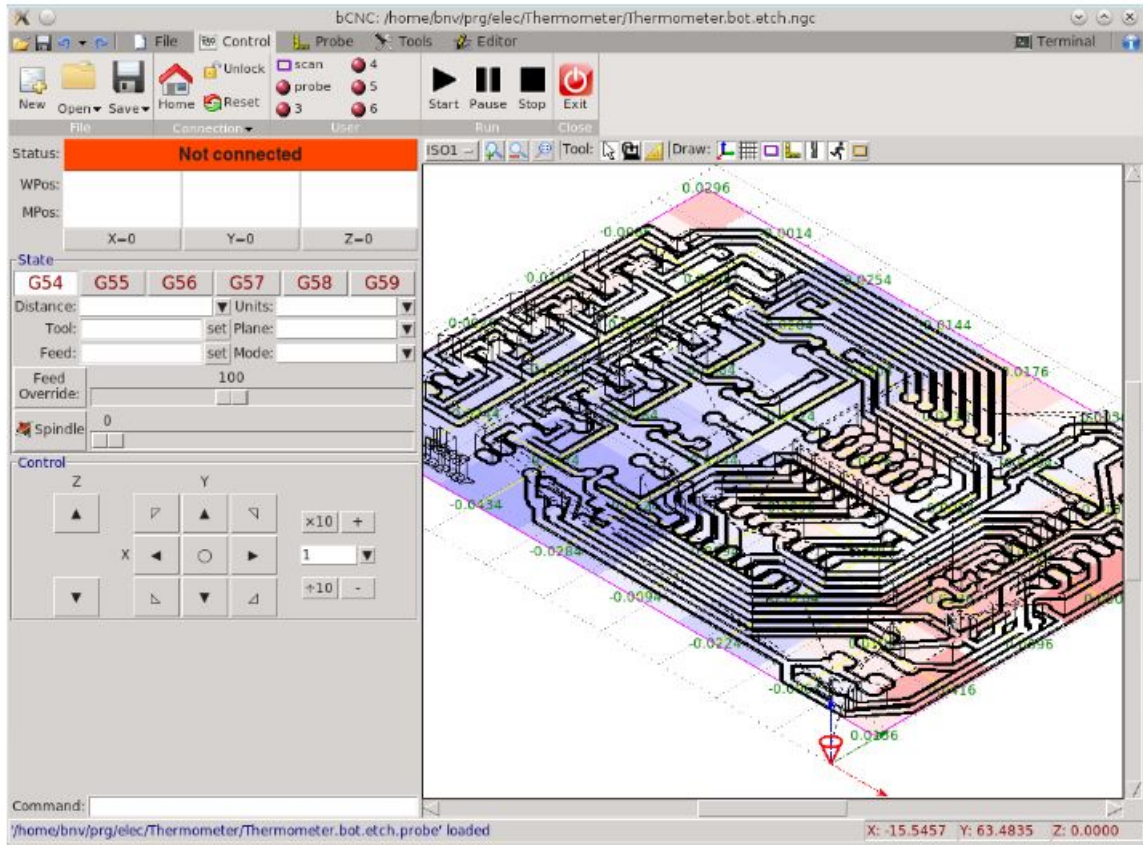 bCNC: /home/bnv/prg/elec/Thermometer/Thermometer.bot.etch.ngc
File Control Probe Tools Editor Terminal
New Open Save Home Unlock Reset scan probe 3 4 5 6 Start Pause Stop Exit
File Connection User Run Close
Status: Not connected
ISO1 Tool: Draw:
WPos:
MPos:
X=0 Y=0 Z=0
State
G54 G55 G56 G57 G58 G59
Distance: Units:
Tool: set Plane:
Feed: set Mode:
Feed Override: 100
Spindle 0
Control
Z Y
×10 +
X 1
÷10 -
0.0296
0.0014
0.0254
0.0144
0.0176
-0.0434
-0.0284
-0.0094
-0.0224
Command:
'/home/bnv/prg/elec/Thermometer/Thermometer.bot.etch.probe' loaded
X: -15.5457 Y: 63.4835 Z: 0.0000